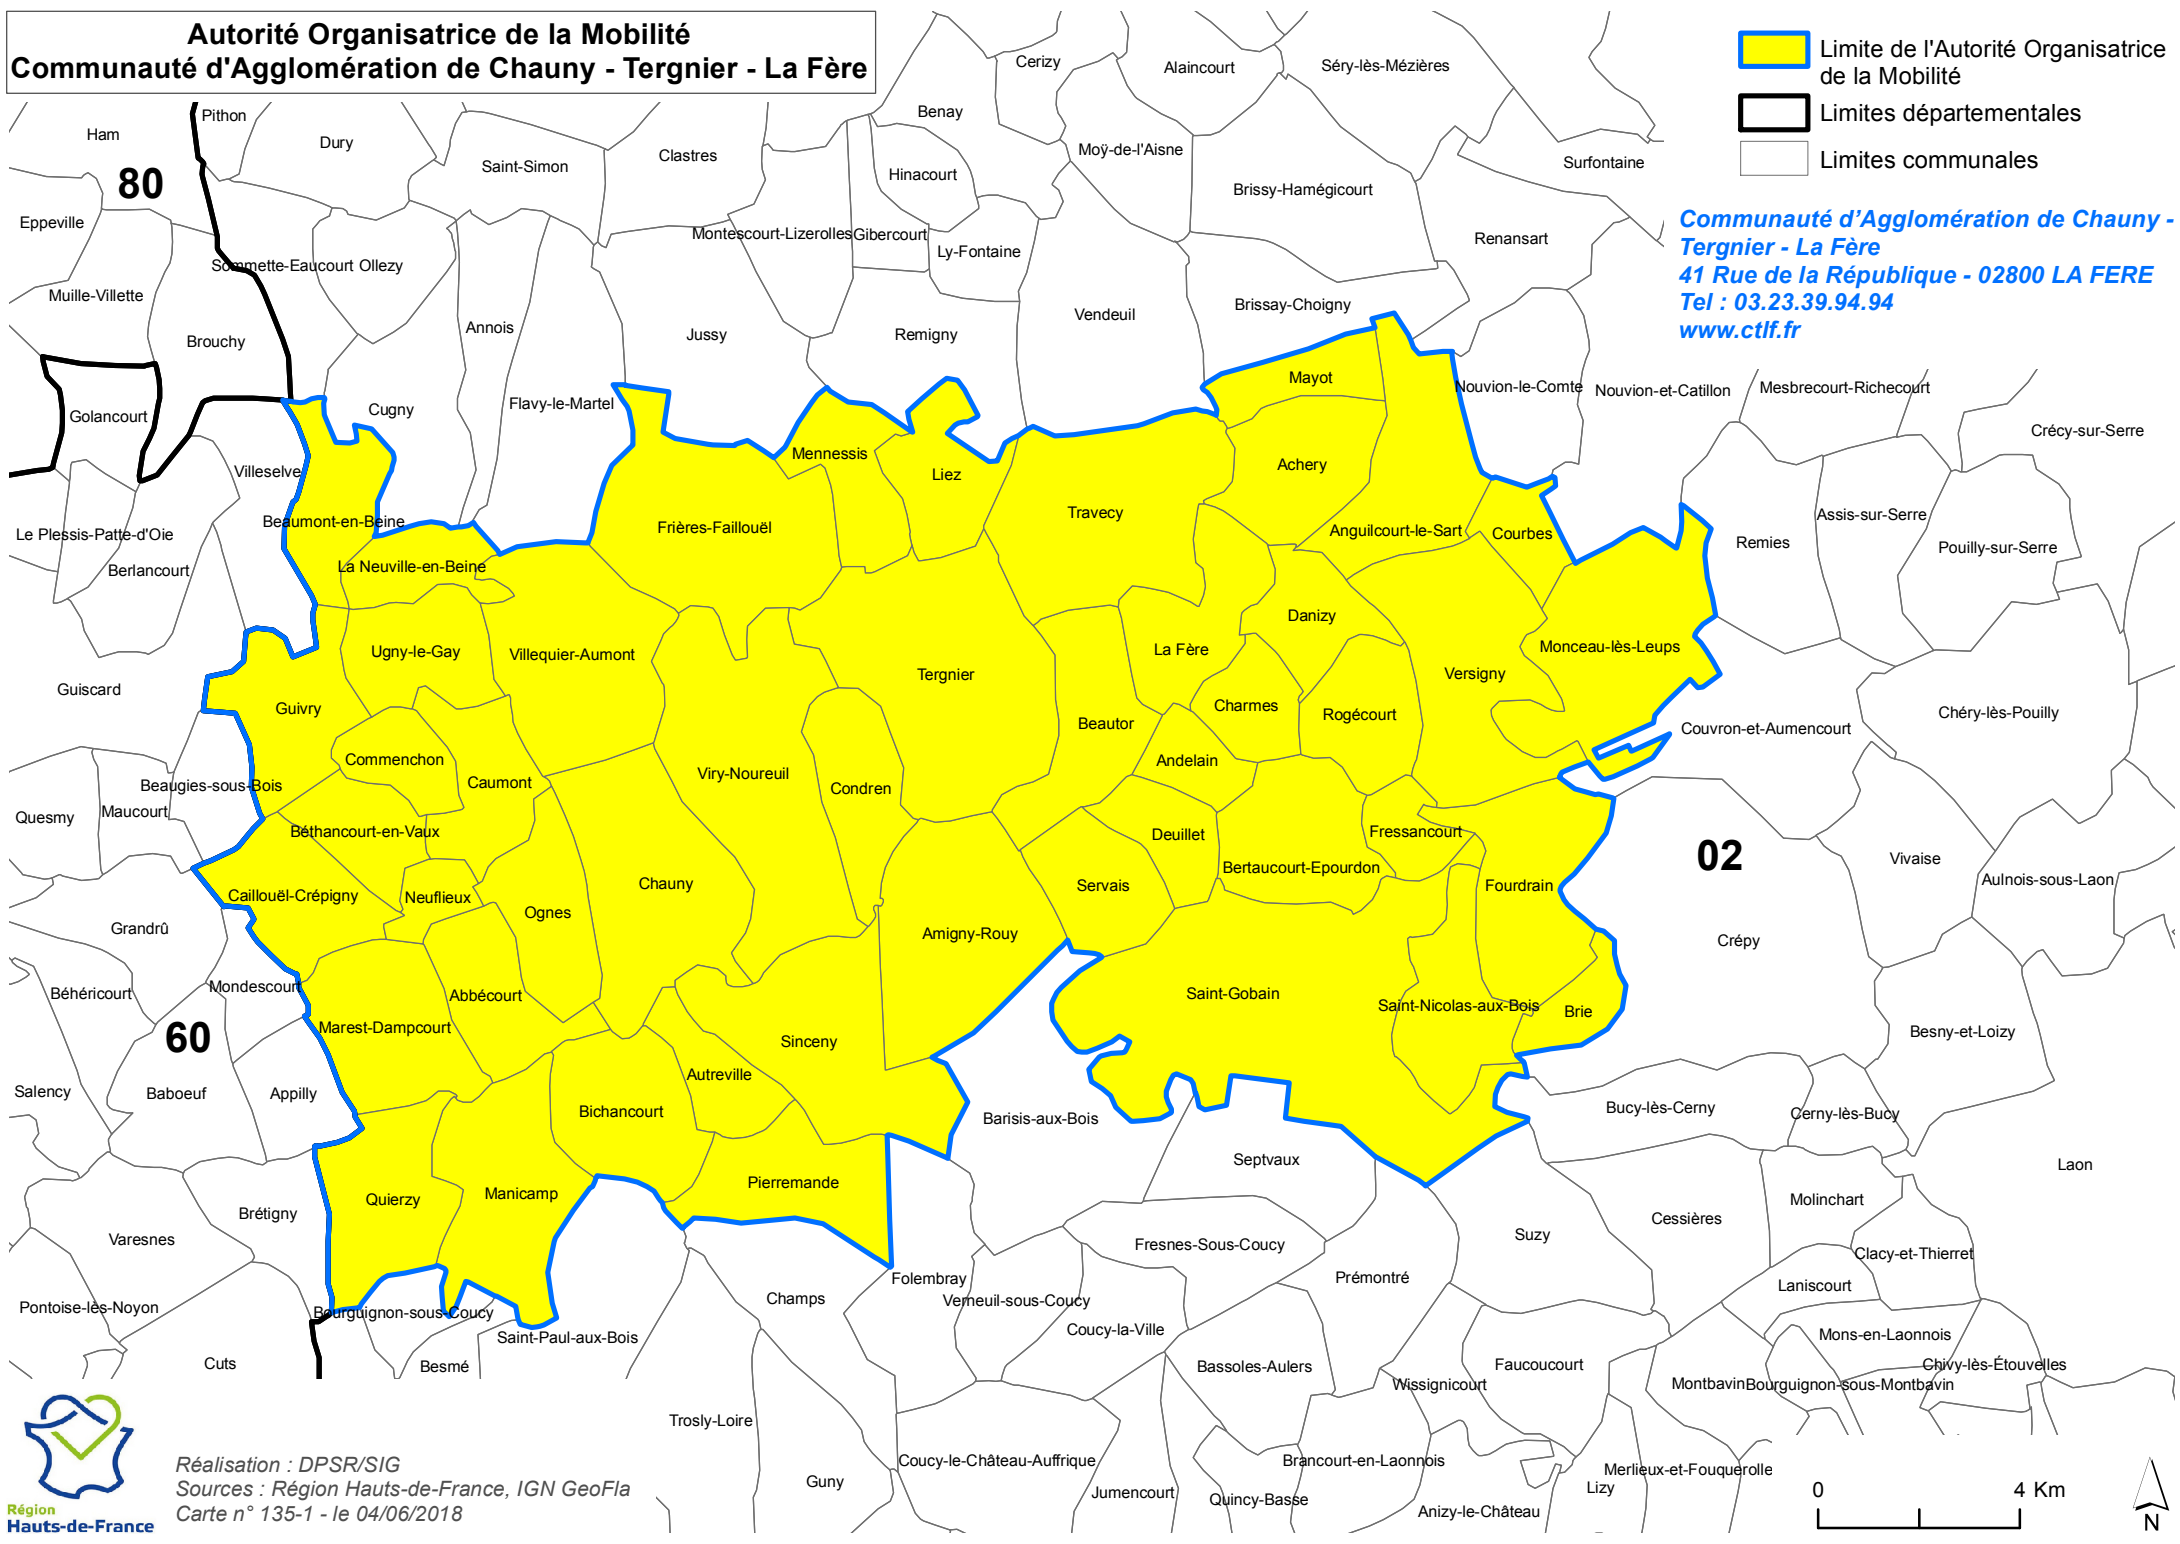 Autorité Organisatrice de la Mobilité
Communauté d'Agglomération de Chauny - Tergnier - La Fère
Limite de l'Autorité Organisatrice
de la Mobilité
Limites départementales
Limites communales
Communauté d'Agglomération de Chauny -
Tergnier - La Fère
41 Rue de la République - 02800 LA FERE
Tel : 03.23.39.94.94
www.ctlf.fr
Cerizy
Alaincourt
Séry-lès-Mézières
Pithon
Benay
Ham
Dury
Saint-Simon
Clastres
Moÿ-de-l'Aisne
Surfontaine
80
Hinacourt
Brissy-Hamégicourt
Eppeville
Montescourt-Lizerolles
Gibercourt
Ly-Fontaine
Renansart
Sommette-Eaucourt
Ollezy
Muille-Villette
Brissay-Choigny
Vendeuil
Annois
Brouchy
Jussy
Remigny
Mayot
Nouvion-le-Comte
Nouvion-et-Catillon
Mesbrecourt-Richecourt
Golancourt
Cugny
Flavy-le-Martel
Crécy-sur-Serre
Villeselve
Mennessis
Liez
Achery
Beaumont-en-Beine
Frières-Faillouël
Travecy
Anguilcourt-le-Sart
Courbes
Assis-sur-Serre
Le Plessis-Patte-d'Oie
Remies
Pouilly-sur-Serre
Berlancourt
La Neuville-en-Beine
Danizy
Ugny-le-Gay
Villequier-Aumont
La Fère
Monceau-lès-Leups
Tergnier
Versigny
Guiscard
Guivry
Charmes
Rogécourt
Chéry-lès-Pouilly
Beautor
Couvron-et-Aumencourt
Commenchon
Andelain
Viry-Noureuil
Beaugies-sous-Bois
Caumont
Condren
Quesmy
Maucourt
Béthancourt-en-Vaux
Deuillet
Fressancourt
02
Vivaise
Bertaucourt-Epourdon
Aulnois-sous-Laon
Caillouël-Crépigny
Neuflieux
Chauny
Servais
Fourdrain
Ognes
Grandrû
Amigny-Rouy
Crépy
Béhéricourt
Mondescourt
Abbécourt
Saint-Gobain
Saint-Nicolas-aux-Bois
Brie
Marest-Dampcourt
60
Sinceny
Besny-et-Loizy
Autreville
Salency
Baboeuf
Appilly
Bichancourt
Barisis-aux-Bois
Bucy-lès-Cerny
Cerny-lès-Bucy
Septvaux
Laon
Pierremande
Quierzy
Manicamp
Molinchart
Brétigny
Cessières
Varesnes
Suzy
Fresnes-Sous-Coucy
Clacy-et-Thierret
Folembray
Prémontré
Laniscourt
Pontoise-lès-Noyon
Bourguignon-sous-Coucy
Champs
Verneuil-sous-Coucy
Saint-Paul-aux-Bois
Coucy-la-Ville
Mons-en-Laonnois
Cuts
Besmé
Bassoles-Aulers
Faucoucourt
Chivy-lès-Étouvelles
Wissignicourt
Montbavin
Bourguignon-sous-Montbavin
Trosly-Loire
Coucy-le-Château-Auffrique
Brancourt-en-Laonnois
Merlieux-et-Fouquerolle
Guny
Jumencourt
Quincy-Basse
Lizy
Anizy-le-Château
Réalisation : DPSR/SIG
Sources : Région Hauts-de-France, IGN GeoFla
Carte n° 135-1 - le 04/06/2018
Région
Hauts-de-France
0
4 Km
N